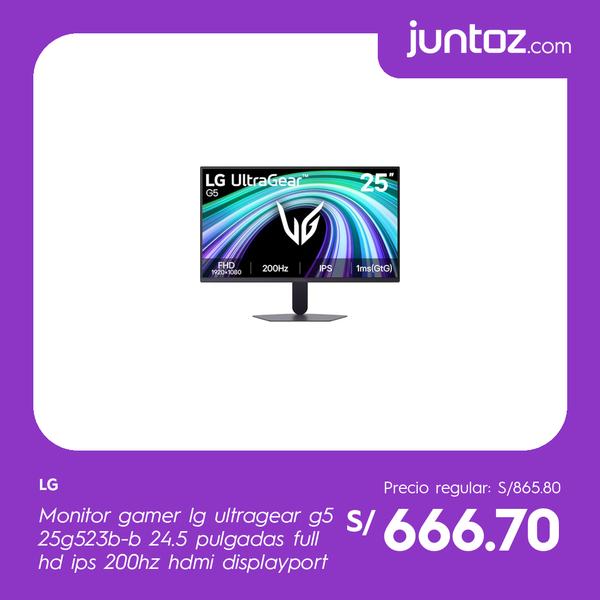 juntoz.com
LG UltraGear™ 25"
G5
FHD 200Hz IPS 1ms(GtG)
1920×1080
LG
Precio regular: S/865.80
Monitor gamer lg ultragear g5
25g523b-b 24.5 pulgadas full
hd ips 200hz hdmi displayport
S/ 666.70